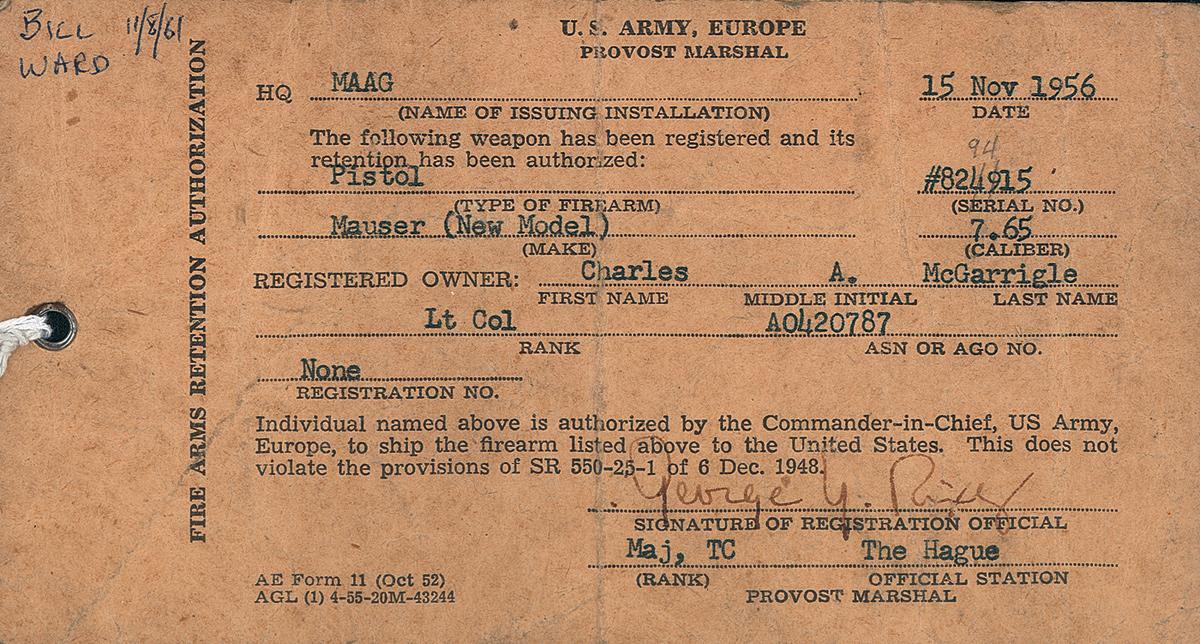 BILL 11/8/61
WARD
FIRE ARMS RETENTION AUTHORIZATION
U. S. ARMY, EUROPE
PROVOST MARSHAL
HQ MAAG 15 Nov 1956
(NAME OF ISSUING INSTALLATION) DATE
The following weapon has been registered and its
retention has been authorized:
94
Pistol #824915
(TYPE OF FIREARM) (SERIAL NO.)
Mauser (New Model) 7.65
(MAKE) (CALIBER)
REGISTERED OWNER: Charles A. McGarrigle
FIRST NAME MIDDLE INITIAL LAST NAME
Lt Col A0420787
RANK ASN OR AGO NO.
None
REGISTRATION NO.
Individual named above is authorized by the Commander-in-Chief, US Army,
Europe, to ship the firearm listed above to the United States. This does not
violate the provisions of SR 550-25-1 of 6 Dec. 1948.
George Y.
SIGNATURE OF REGISTRATION OFFICIAL
Maj, TC The Hague
(RANK) OFFICIAL STATION
PROVOST MARSHAL
AE Form 11 (Oct 52)
AGL (1) 4-55-20M-43244